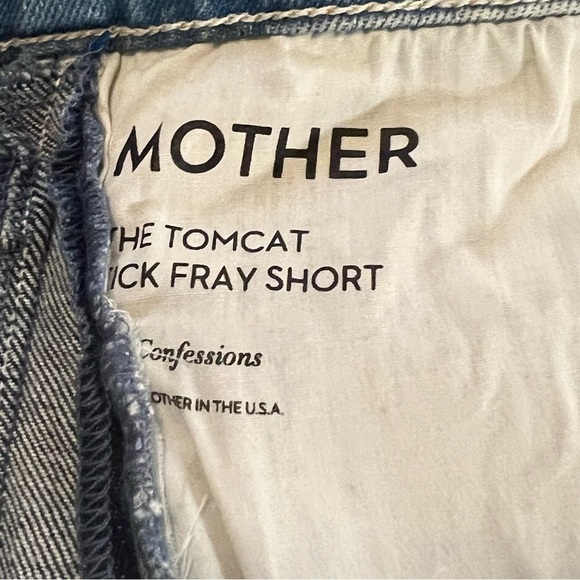 MOTHER
THE TOMCAT
ICK FRAY SHORT
Confessions
OTHER IN THE U.S.A.